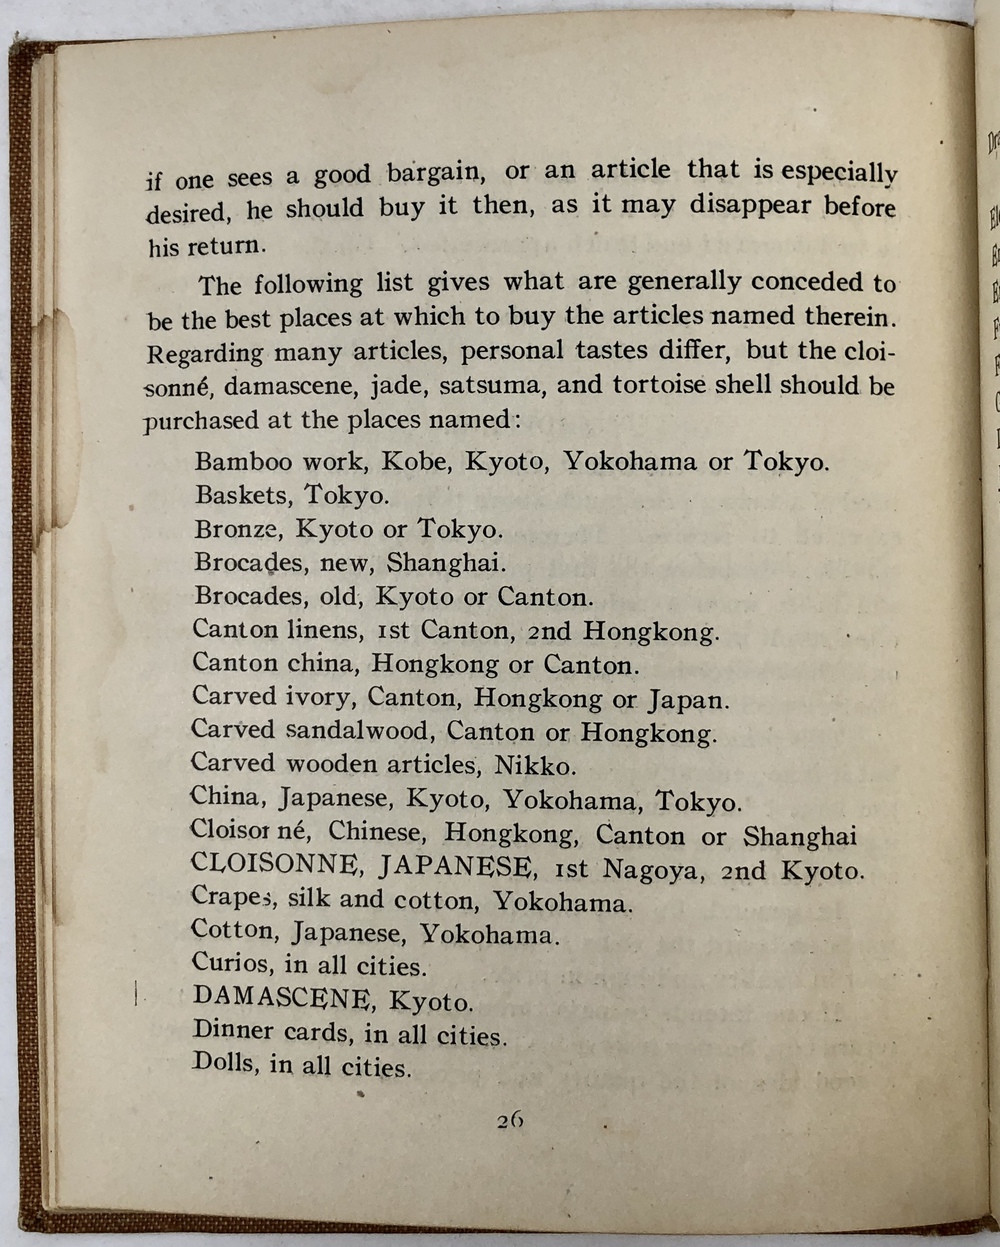 if one sees a good bargain, or an article that is especially
desired, he should buy it then, as it may disappear before
his return.
The following list gives what are generally conceded to
be the best places at which to buy the articles named therein.
Regarding many articles, personal tastes differ, but the cloi-
sonné, damascene, jade, satsuma, and tortoise shell should be
purchased at the places named:
Bamboo work, Kobe, Kyoto, Yokohama or Tokyo.
Baskets, Tokyo.
Bronze, Kyoto or Tokyo.
Brocades, new, Shanghai.
Brocades, old, Kyoto or Canton.
Canton linens, 1st Canton, 2nd Hongkong.
Canton china, Hongkong or Canton.
Carved ivory, Canton, Hongkong or Japan.
Carved sandalwood, Canton or Hongkong.
Carved wooden articles, Nikko.
China, Japanese, Kyoto, Yokohama, Tokyo.
Cloisonné, Chinese, Hongkong, Canton or Shanghai
CLOISONNE, JAPANESE, 1st Nagoya, 2nd Kyoto.
Crapes, silk and cotton, Yokohama.
Cotton, Japanese, Yokohama.
Curios, in all cities.
DAMASCENE, Kyoto.
Dinner cards, in all cities.
Dolls, in all cities.
26